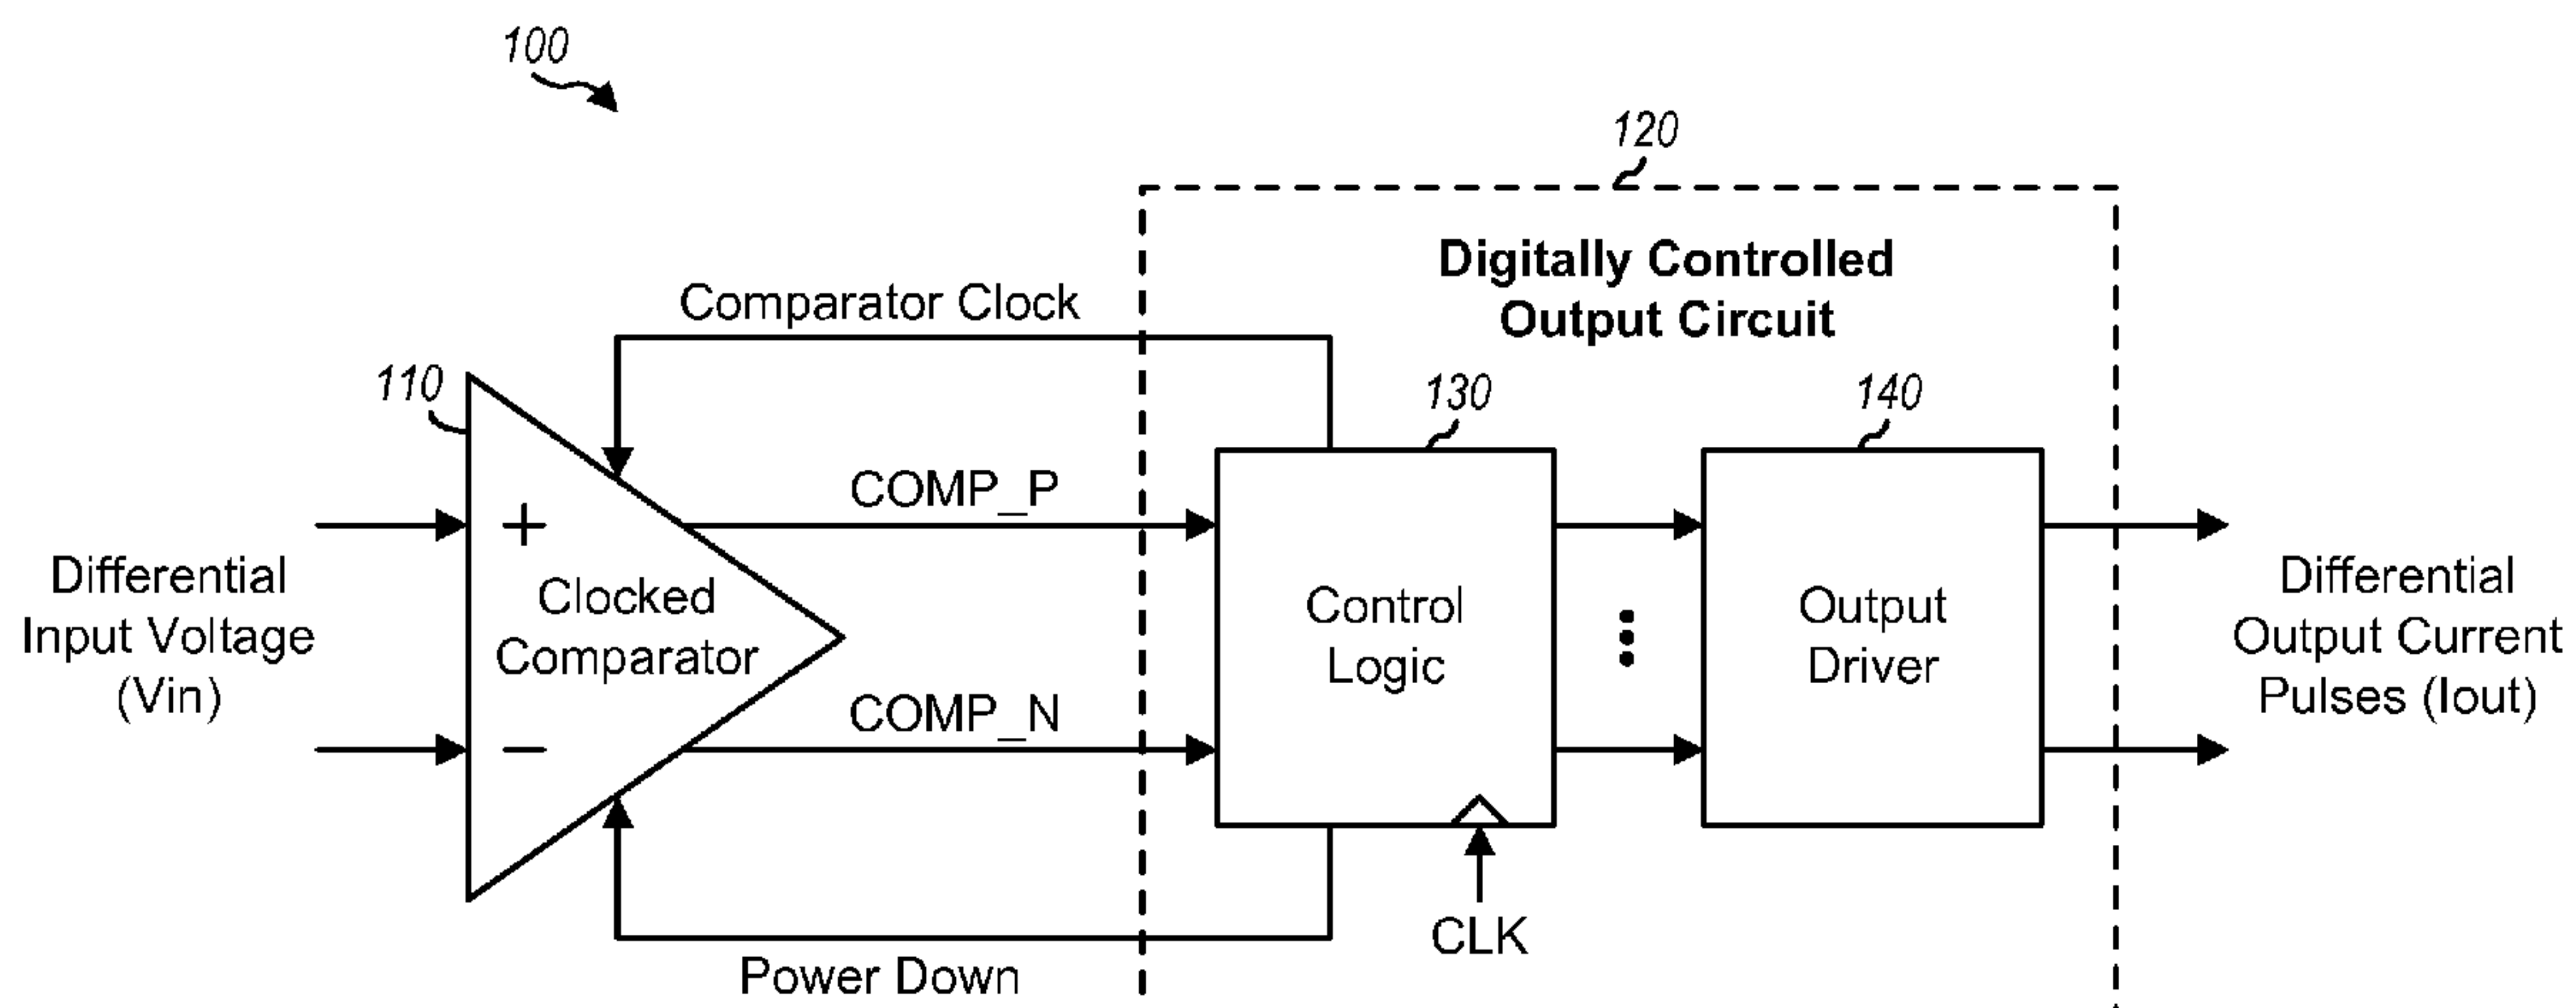 100
120
Digitally Controlled
Output Circuit
Comparator Clock
110
130
140
COMP_P
+
Differential
Input Voltage
(Vin)
Clocked
Comparator
Control
Logic
Output
Driver
Differential
Output Current
Pulses (Iout)
COMP_N
−
CLK
Power Down